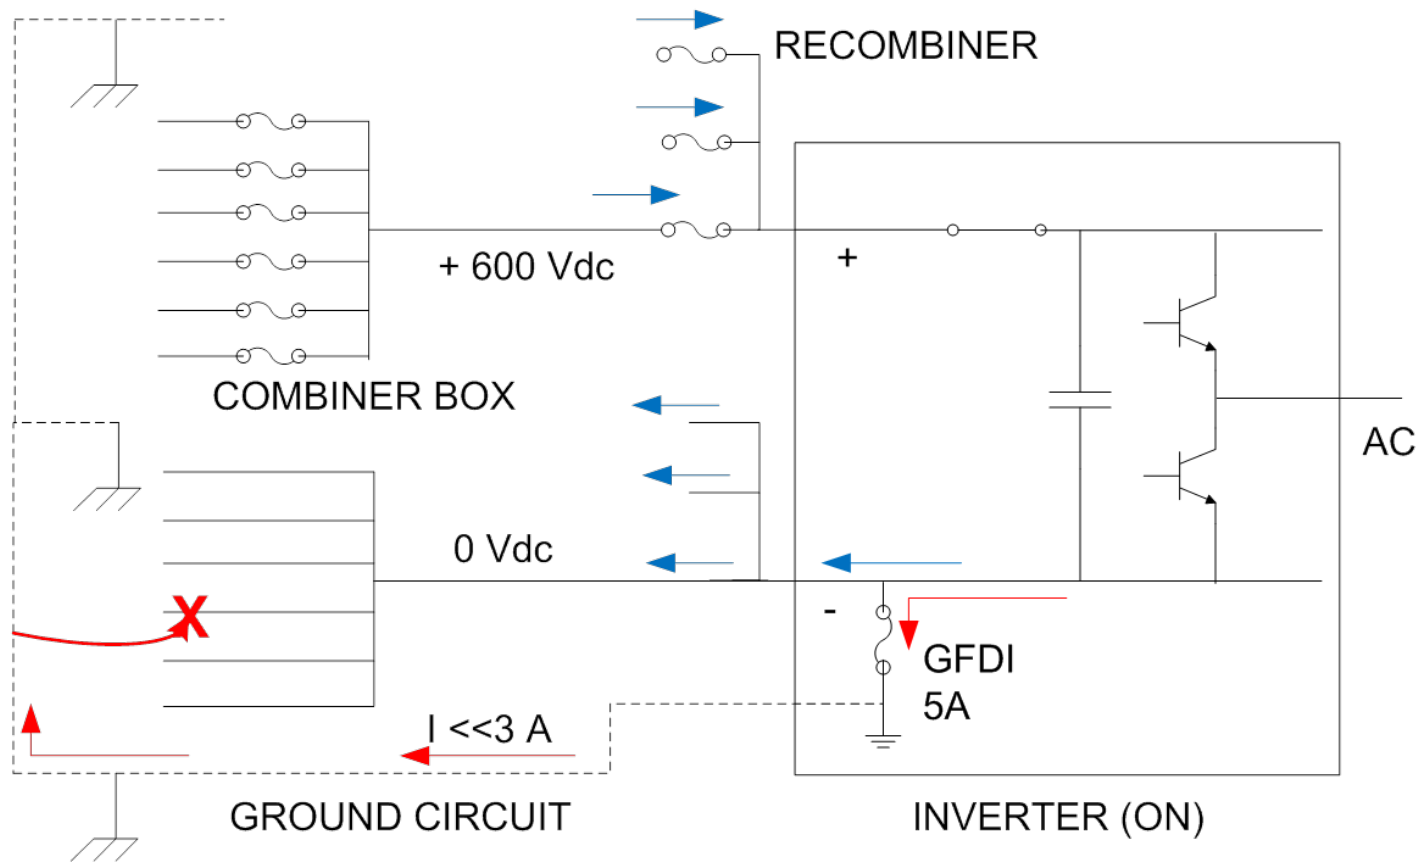 RECOMBINER
+ 600 Vdc
+
COMBINER BOX
AC
0 Vdc
-
GFDI
5A
I <<3 A
X
GROUND CIRCUIT
INVERTER (ON)